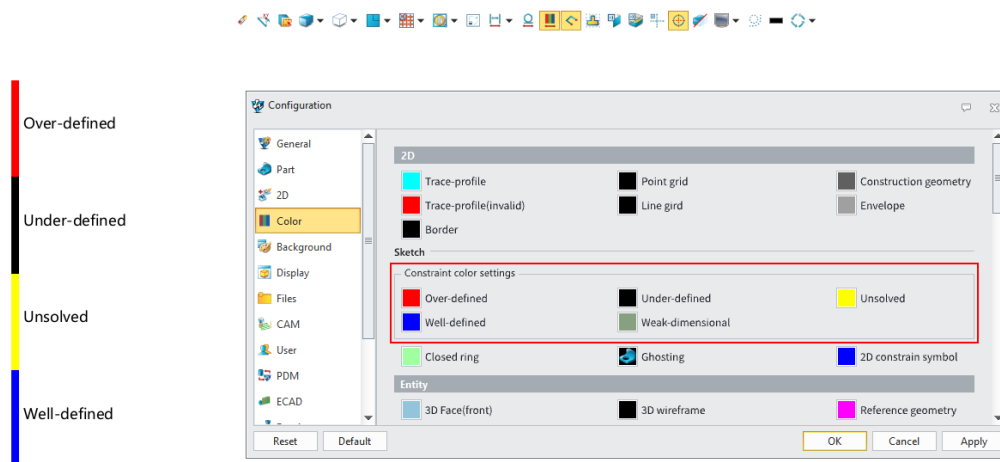 Over-defined
Under-defined
Unsolved
Well-defined
Configuration
General
Part
2D
Color
Background
Display
Files
CAM
User
PDM
ECAD
2D
Trace-profile
Point grid
Construction geometry
Trace-profile(invalid)
Line gird
Envelope
Border
Sketch
Constraint color settings
Over-defined
Under-defined
Unsolved
Well-defined
Weak-dimensional
Closed ring
Ghosting
2D constrain symbol
Entity
3D Face(front)
3D wireframe
Reference geometry
Reset
Default
OK
Cancel
Apply